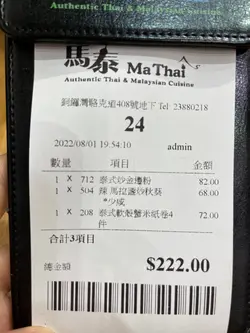 Authentic Thai & Malaysian Cuisine
馬泰 Ma Thai
Authentic Thai & Malaysian Cuisine
銅鑼灣駱克道408號地下 Tel 23880218
24
2022/08/01 19:54:10 admin
數量 項目 金額
1 X 712 泰式炒金邊粉 82.00
1 X 504 辣 馬拉盞炒秋葵 68.00
*少咸
1 X 208 泰式軟殼蟹米紙卷4件 72.00
合計3項目
總金額 $222.00